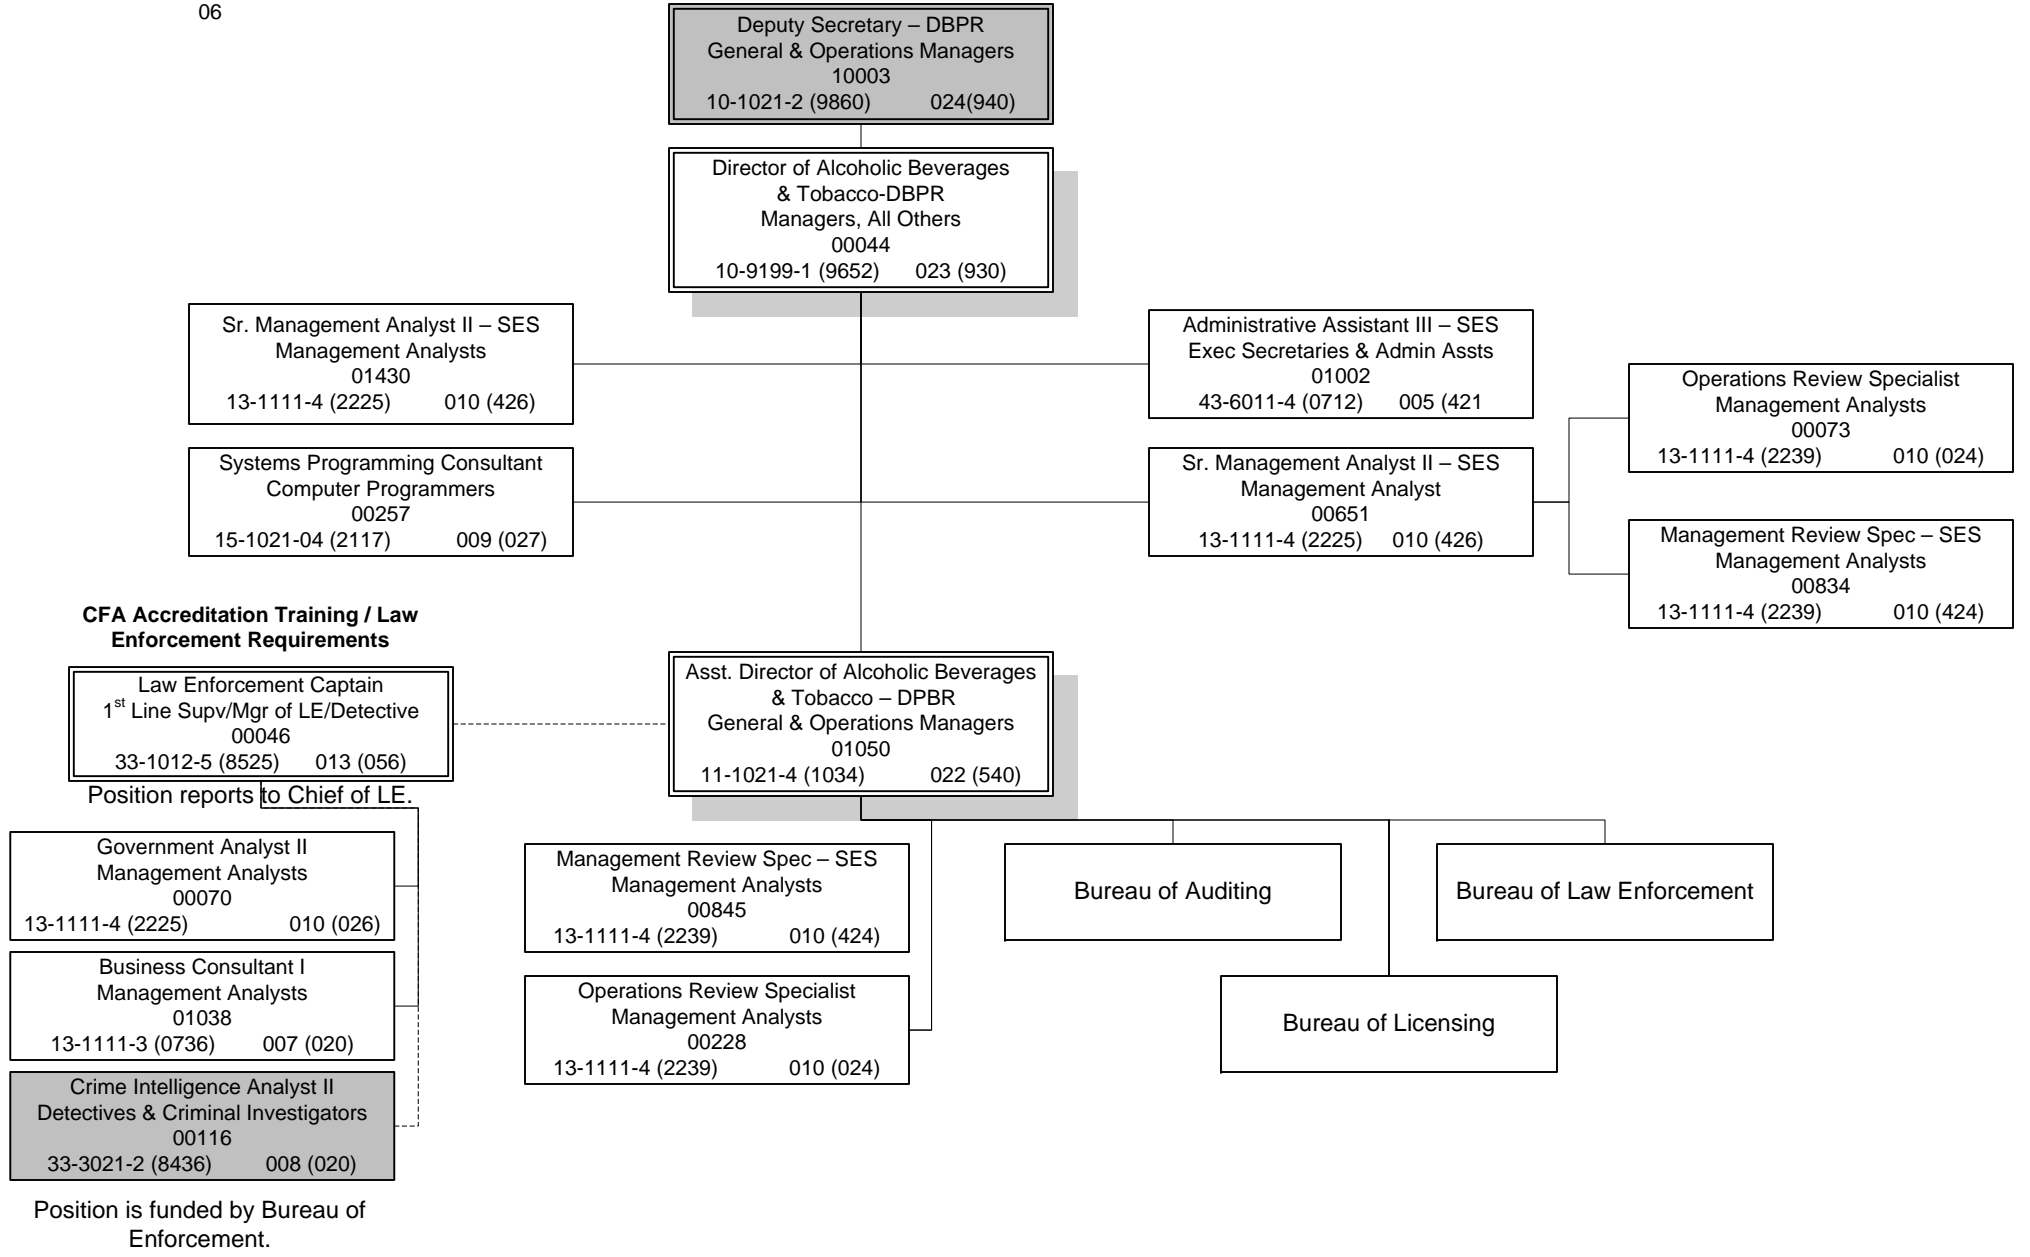 06
Deputy Secretary – DBPR
General & Operations Managers
10003
10-1021-2 (9860) 024(940)
Director of Alcoholic Beverages
& Tobacco-DBPR
Managers, All Others
00044
10-9199-1 (9652) 023 (930)
Sr. Management Analyst II – SES
Management Analysts
01430
13-1111-4 (2225) 010 (426)
Administrative Assistant III – SES
Exec Secretaries & Admin Assts
01002
43-6011-4 (0712) 005 (421
Operations Review Specialist
Management Analysts
00073
13-1111-4 (2239) 010 (024)
Systems Programming Consultant
Computer Programmers
00257
15-1021-04 (2117) 009 (027)
Sr. Management Analyst II – SES
Management Analyst
00651
13-1111-4 (2225) 010 (426)
Management Review Spec – SES
Management Analysts
00834
13-1111-4 (2239) 010 (424)
CFA Accreditation Training / Law
Enforcement Requirements
Law Enforcement Captain
1st Line Supv/Mgr of LE/Detective
00046
33-1012-5 (8525) 013 (056)
Position reports to Chief of LE.
Asst. Director of Alcoholic Beverages
& Tobacco – DPBR
General & Operations Managers
01050
11-1021-4 (1034) 022 (540)
Government Analyst II
Management Analysts
00070
13-1111-4 (2225) 010 (026)
Business Consultant I
Management Analysts
01038
13-1111-3 (0736) 007 (020)
Crime Intelligence Analyst II
Detectives & Criminal Investigators
00116
33-3021-2 (8436) 008 (020)
Position is funded by Bureau of
Enforcement.
Management Review Spec – SES
Management Analysts
00845
13-1111-4 (2239) 010 (424)
Operations Review Specialist
Management Analysts
00228
13-1111-4 (2239) 010 (024)
Bureau of Auditing
Bureau of Licensing
Bureau of Law Enforcement